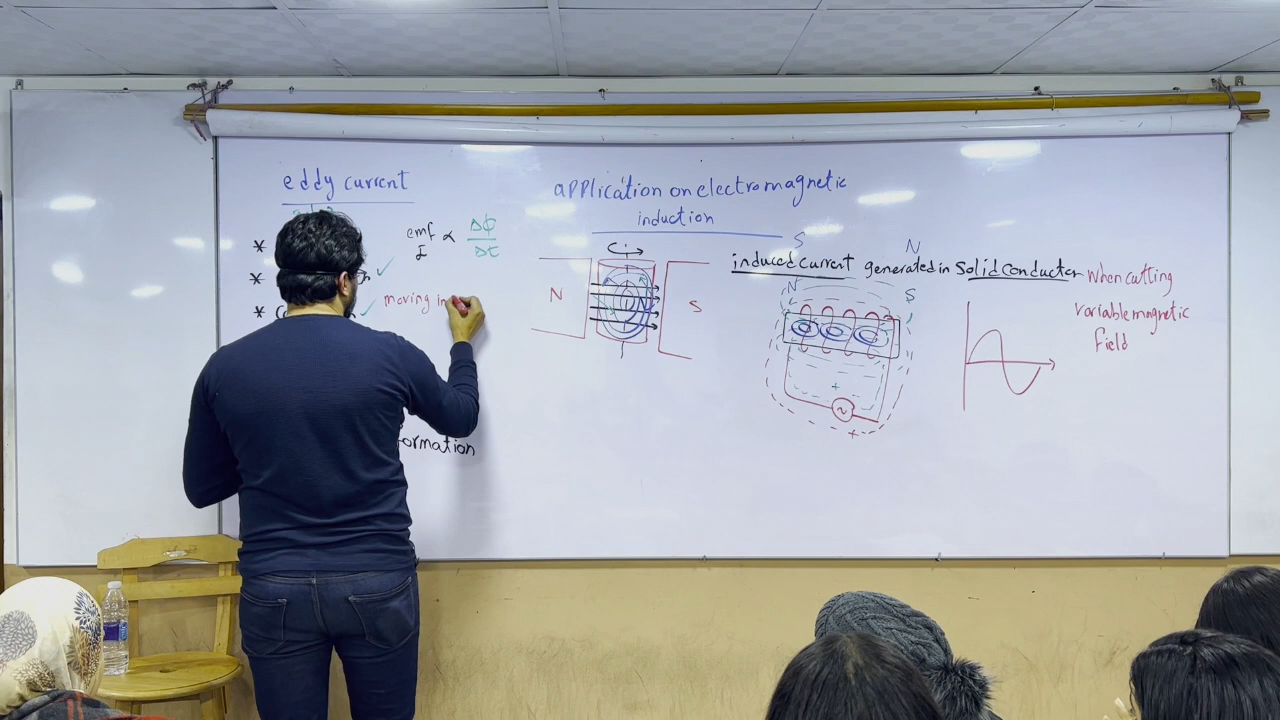 eddy current
*
emf ∝ Δφ/Δt
I
*
✓
* ✓ moving in
formation
application on electromagnetic
induction
C
N
S
S
N
induced current generated in solid conductor When cutting
variable magnetic
field
N
S
+
~
+